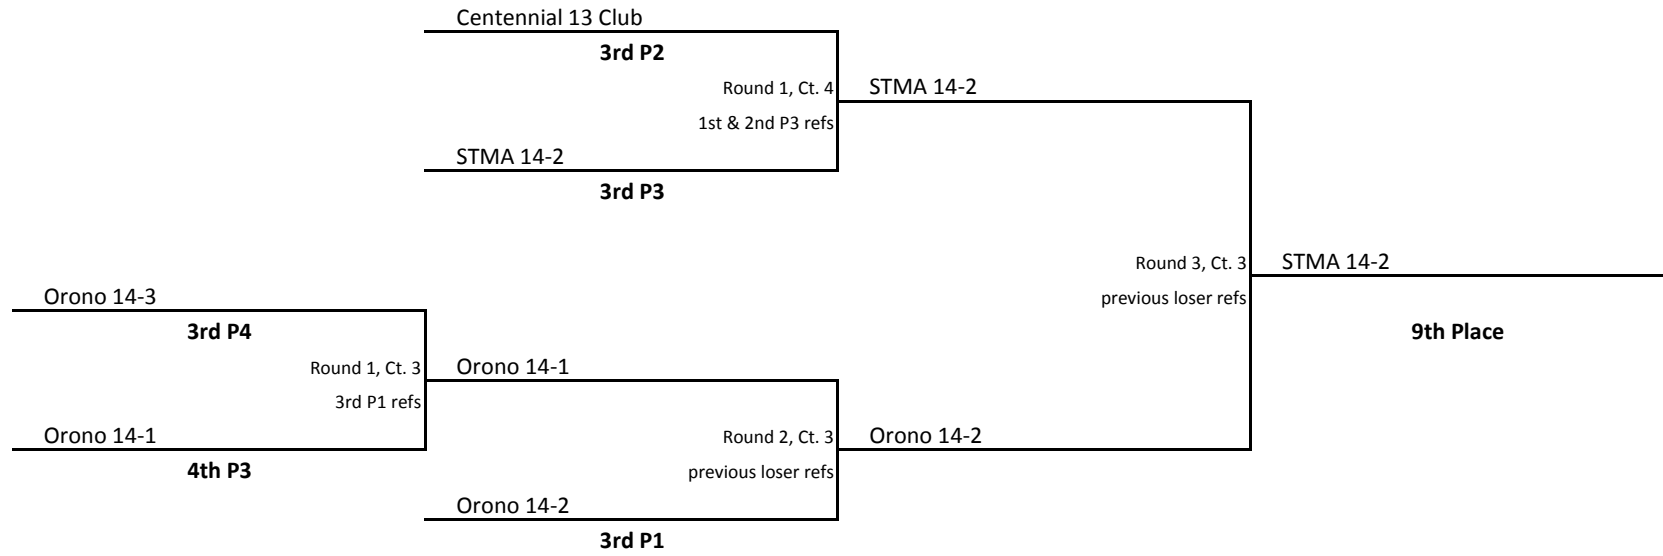 Centennial 13 Club
3rd P2
Round 1, Ct. 4
STMA 14-2
1st & 2nd P3 refs
STMA 14-2
3rd P3
Round 3, Ct. 3
STMA 14-2
Orono 14-3
previous loser refs
3rd P4
9th Place
Round 1, Ct. 3
Orono 14-1
3rd P1 refs
Orono 14-1
Round 2, Ct. 3
Orono 14-2
4th P3
previous loser refs
Orono 14-2
3rd P1